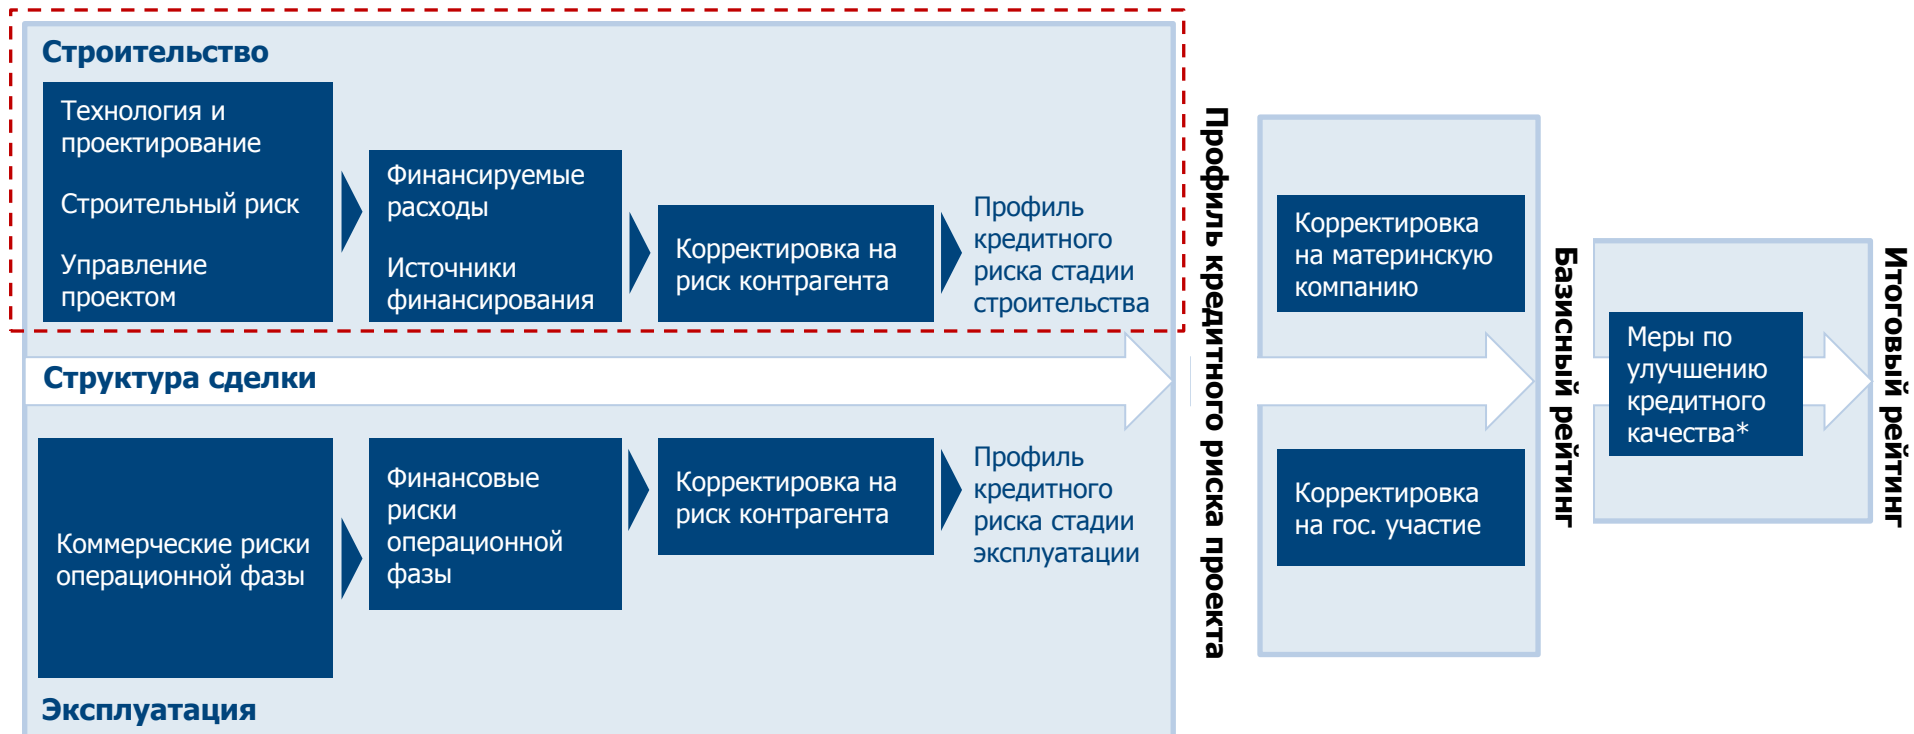 Строительство
Технология и
проектирование
Строительный риск
Управление
проектом
Финансируемые
расходы
Источники
финансирования
Корректировка на
риск контрагента
Профиль
кредитного
риска стадии
строительства
Структура сделки
Коммерческие риски
операционной фазы
Финансовые
риски
операционной
фазы
Корректировка на
риск контрагента
Профиль
кредитного
риска стадии
эксплуатации
Эксплуатация
Профиль кредитного риска проекта
Корректировка
на материнскую
компанию
Корректировка
на гос. участие
Базисный рейтинг
Меры по
улучшению
кредитного
качества*
Итоговый рейтинг